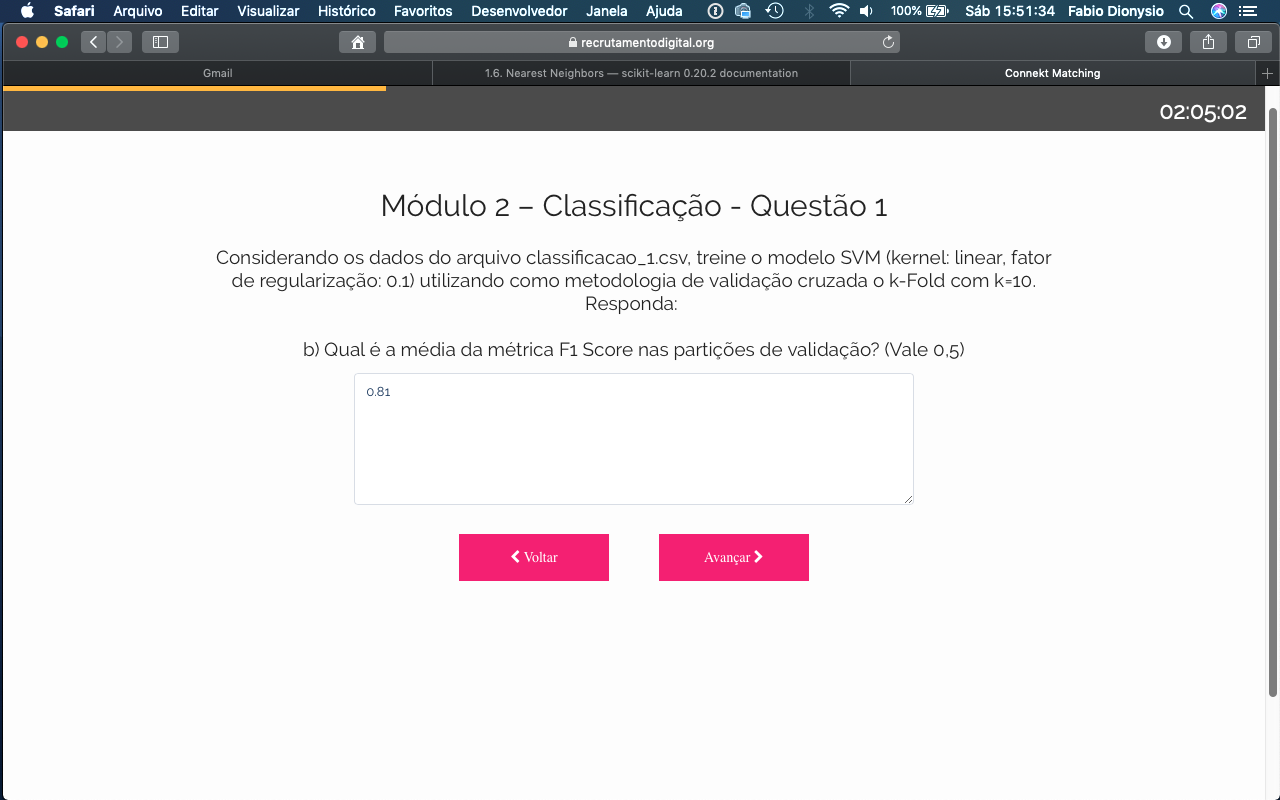 Safari Arquivo Editar Visualizar Histórico Favoritos Desenvolvedor Janela Ajuda 100% Sáb 15:51:34 Fabio Dionysio
recrutamentodigital.org
Gmail 1.6. Nearest Neighbors — scikit-learn 0.20.2 documentation Connekt Matching
02:05:02
Módulo 2 – Classificação - Questão 1
Considerando os dados do arquivo classificacao_1.csv, treine o modelo SVM (kernel: linear, fator
de regularização: 0.1) utilizando como metodologia de validação cruzada o k-Fold com k=10.
Responda:
b) Qual é a média da métrica F1 Score nas partições de validação? (Vale 0,5)
0.81
Voltar Avançar